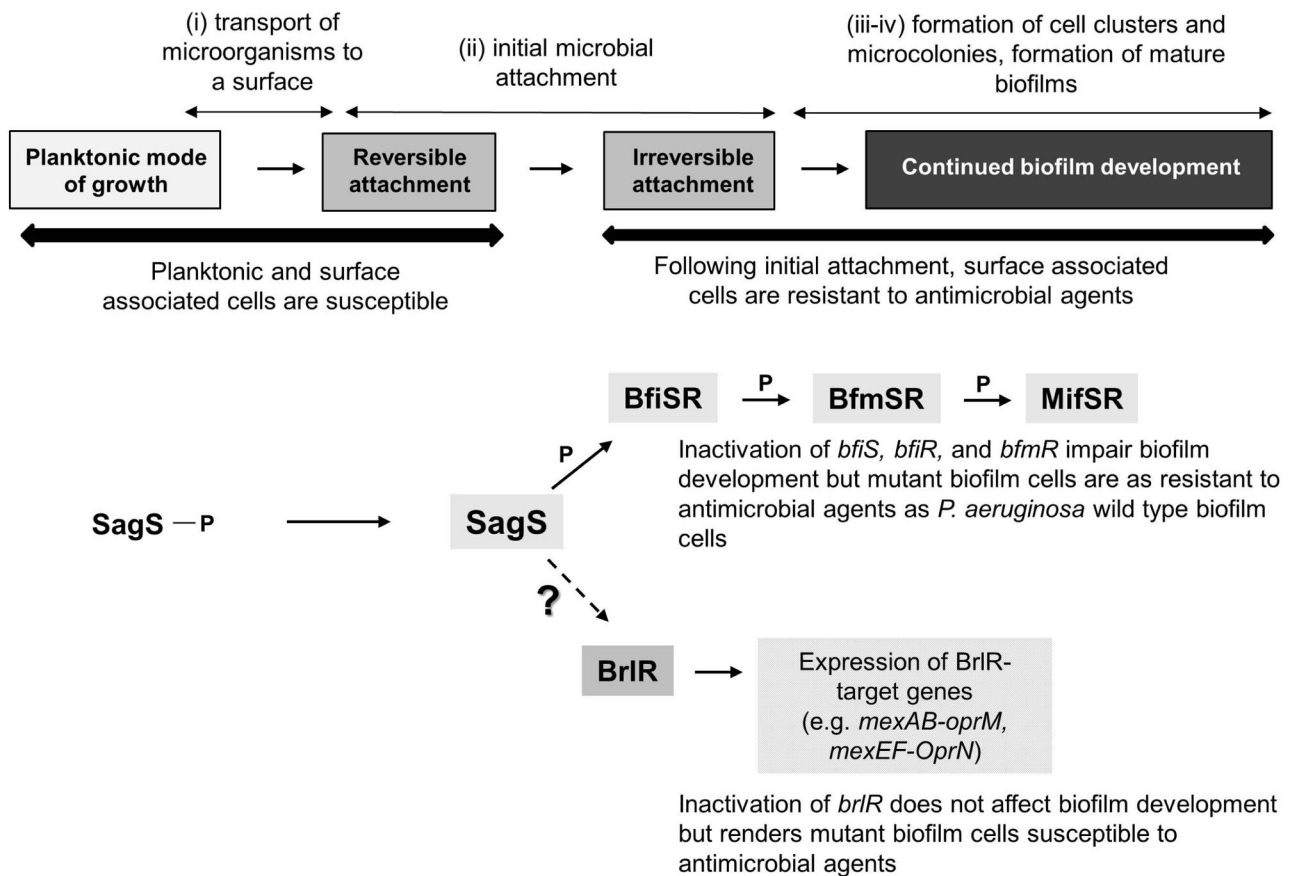 (i) transport of
microorganisms to
a surface
(ii) initial microbial
attachment
(iii-iv) formation of cell clusters and
microcolonies, formation of mature
biofilms
Planktonic mode
of growth
Reversible
attachment
Irreversible
attachment
Continued biofilm development
Planktonic and surface
associated cells are susceptible
Following initial attachment, surface associated
cells are resistant to antimicrobial agents
BfiSR
P
BfmSR
P
MifSR
P
Inactivation of bfiS, bfiR, and bfmR impair biofilm
development but mutant biofilm cells are as resistant to
antimicrobial agents as P. aeruginosa wild type biofilm
cells
SagS — P
SagS
?
BrlR
Expression of BrlR-
target genes
(e.g. mexAB-oprM,
mexEF-OprN)
Inactivation of brlR does not affect biofilm development
but renders mutant biofilm cells susceptible to
antimicrobial agents